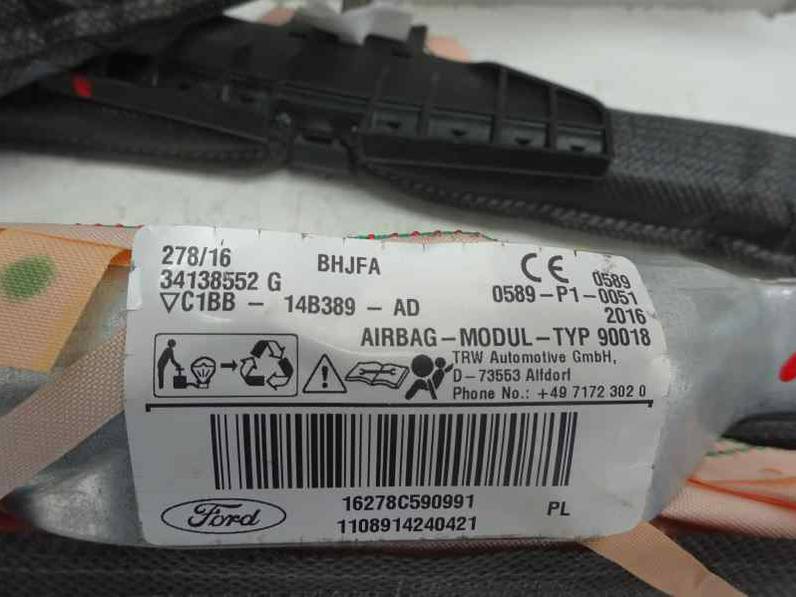 278/16 BHJFA
34138552 G
▽C1BB - 14B389 - AD
CE 0589
0589-P1-0051
2016
AIRBAG-MODUL-TYP 90018
TRW Automotive GmbH,
D-73553 Alfdorf
Phone No.: +49 7172 302 0
16278C590991 PL
1108914240421
Ford